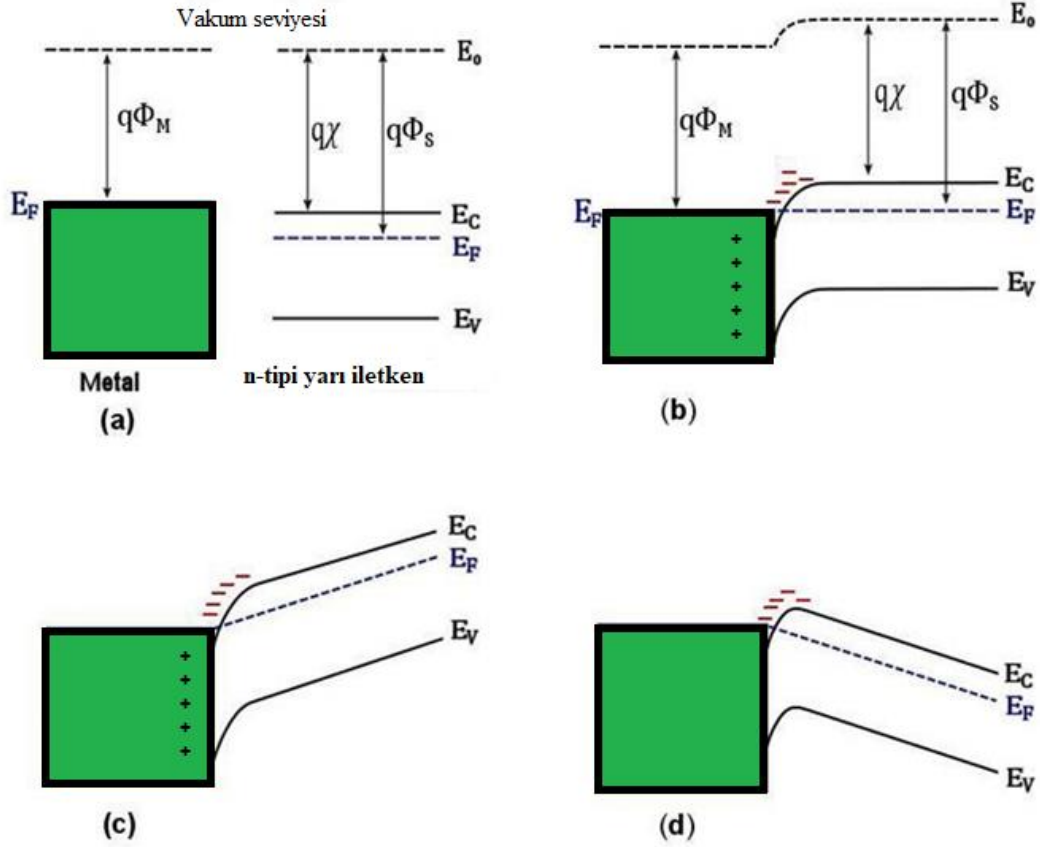 Vakum seviyesi
E₀
qΦ_M
qχ
qΦ_S
E_F
E_C
E_F
E_V
Metal
n-tipi yarı iletken
(a)
E₀
qΦ_M
qχ
qΦ_S
E_C
E_F
E_F
+
+
+
+
+
E_V
(b)
E_C
E_F
E_V
+
+
+
+
+
(c)
E_C
E_F
E_V
(d)